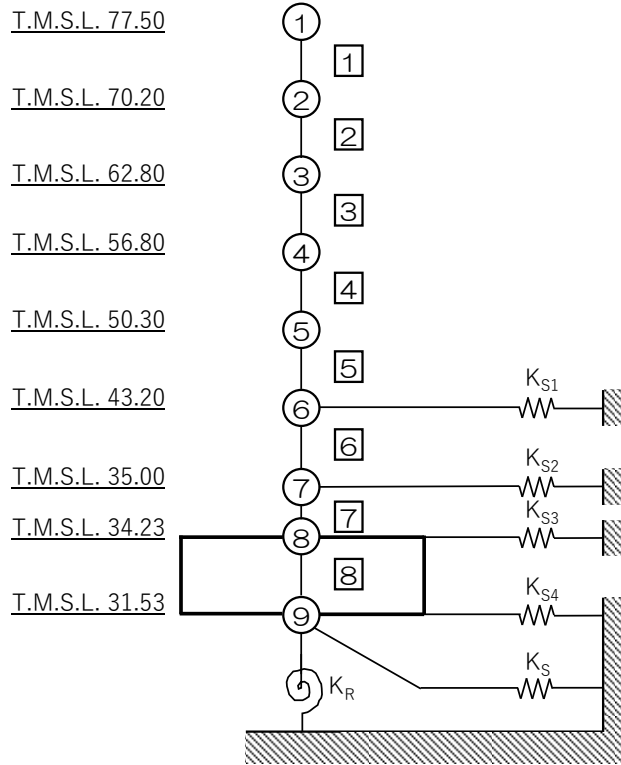 T.M.S.L. 77.50 1
1
T.M.S.L. 70.20 2
2
T.M.S.L. 62.80 3
3
T.M.S.L. 56.80 4
4
T.M.S.L. 50.30 5
5
T.M.S.L. 43.20 6 KS1
6
T.M.S.L. 35.00 7 KS2
7
T.M.S.L. 34.23 8 KS3
8
T.M.S.L. 31.53 9 KS4
KR KS